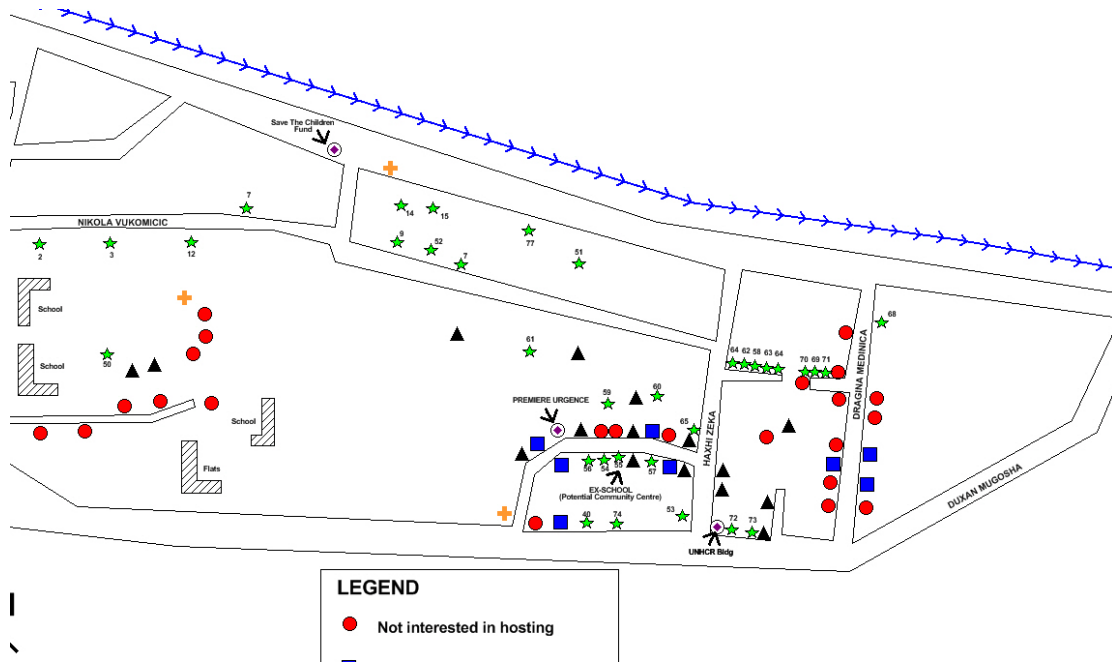 Save The Children
Fund
7
14
15
NIKOLA VUKOMICIC
77
2
3
12
9
52
7
51
School
68
School
50
61
64 62 58 63 64
70 69 71
DRAGINA MEDINICA
59
60
PREMIERE URGENCE
65
HAXHI ZEKA
School
Flats
56 54 55 57
EX-SCHOOL
(Potential Community Centre)
DUXAN MUGOSHA
40
74
53
72
73
UNHCR Bldg
LEGEND
Not interested in hosting